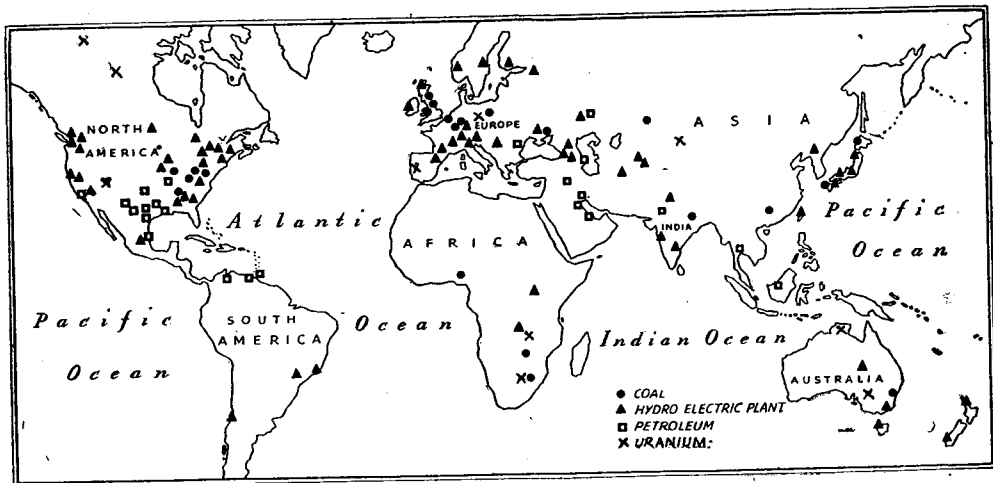 NORTH
AMERICA
EUROPE
ASIA
Atlantic
AFRICA
INDIA
Pacific
Ocean
Pacific
Ocean
SOUTH
AMERICA
Ocean
Indian Ocean
AUSTRALIA
COAL
HYDRO ELECTRIC PLANT
PETROLEUM
URANIUM: